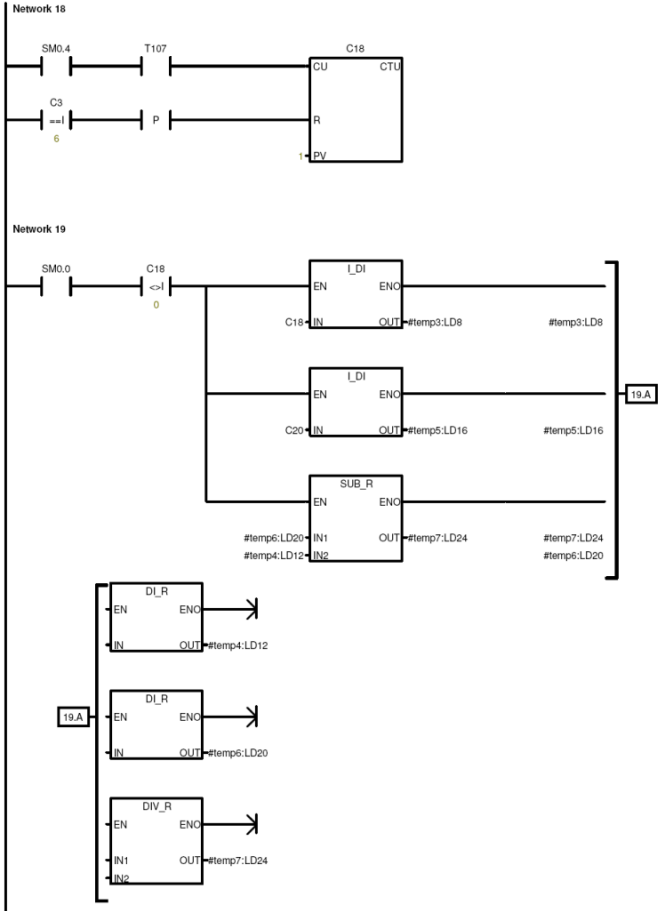 Network 18
SM0.4 T107 C18
CU CTU
C3
==I P R
6
1 PV
Network 19
SM0.0 C18 I_DI
<>I EN ENO
0
C18 IN OUT #temp3:LD8 #temp3:LD8
I_DI
EN ENO 19.A
C20 IN OUT #temp5:LD16 #temp5:LD16
SUB_R
EN ENO
#temp6:LD20 IN1 OUT #temp7:LD24 #temp7:LD24
#temp4:LD12 IN2 #temp6:LD20
DI_R
EN ENO
IN OUT #temp4:LD12
DI_R
19.A EN ENO
IN OUT #temp6:LD20
DIV_R
EN ENO
IN1 OUT #temp7:LD24
IN2